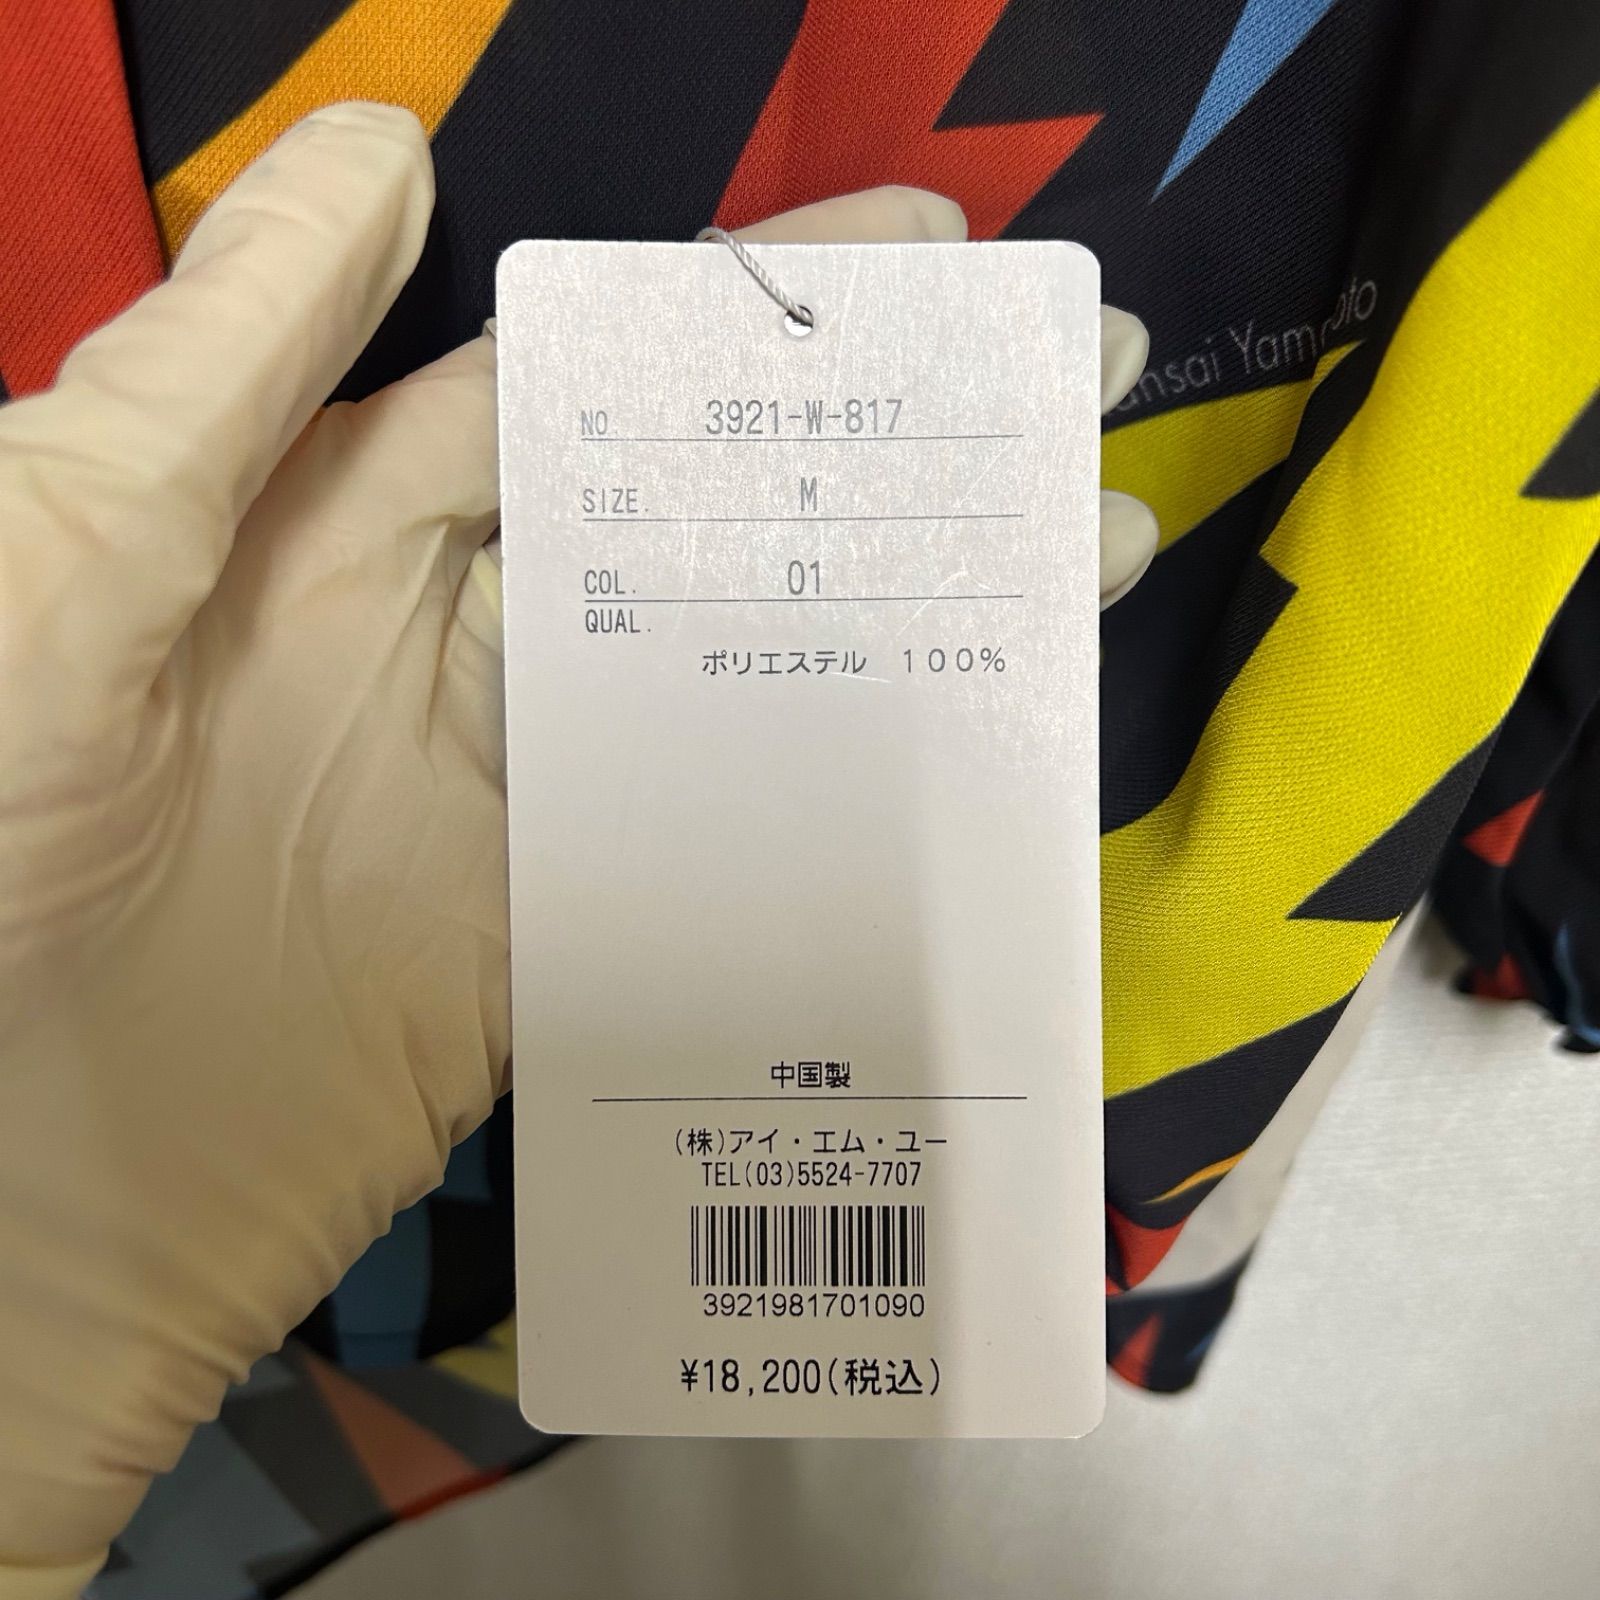 NO. 3921-W-817
SIZE. M
COL. 01
QUAL.
ポリエステル 100%
中国製
(株)アイ・エム・ユー
TEL(03)5524-7707
3921981701090
¥18,200(税込)